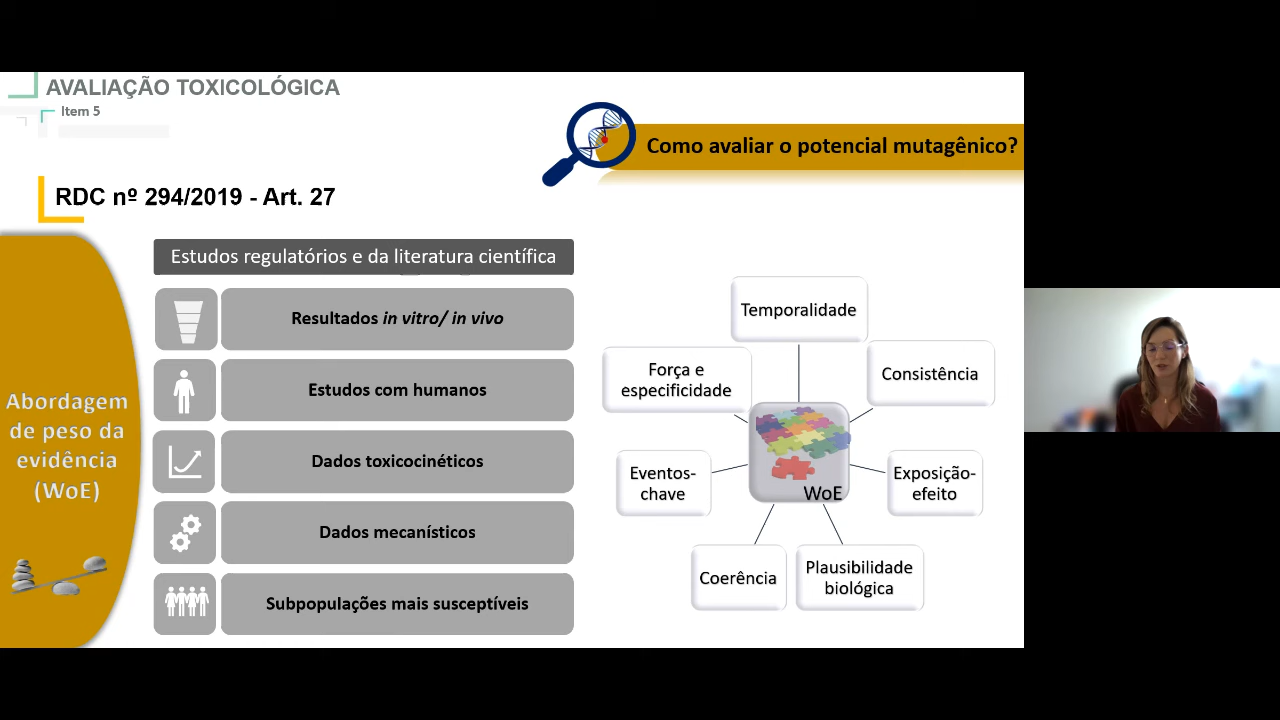 AVALIAÇÃO TOXICOLÓGICA
Item 5
Como avaliar o potencial mutagênico?
RDC nº 294/2019 - Art. 27
Abordagem
de peso da
evidência
(WoE)
Estudos regulatórios e da literatura científica
Resultados in vitro/ in vivo
Estudos com humanos
Dados toxicocinéticos
Dados mecanísticos
Subpopulações mais susceptíveis
Temporalidade
Consistência
Exposição-
efeito
Plausibilidade
biológica
Coerência
Eventos-
chave
Força e
especificidade
WoE